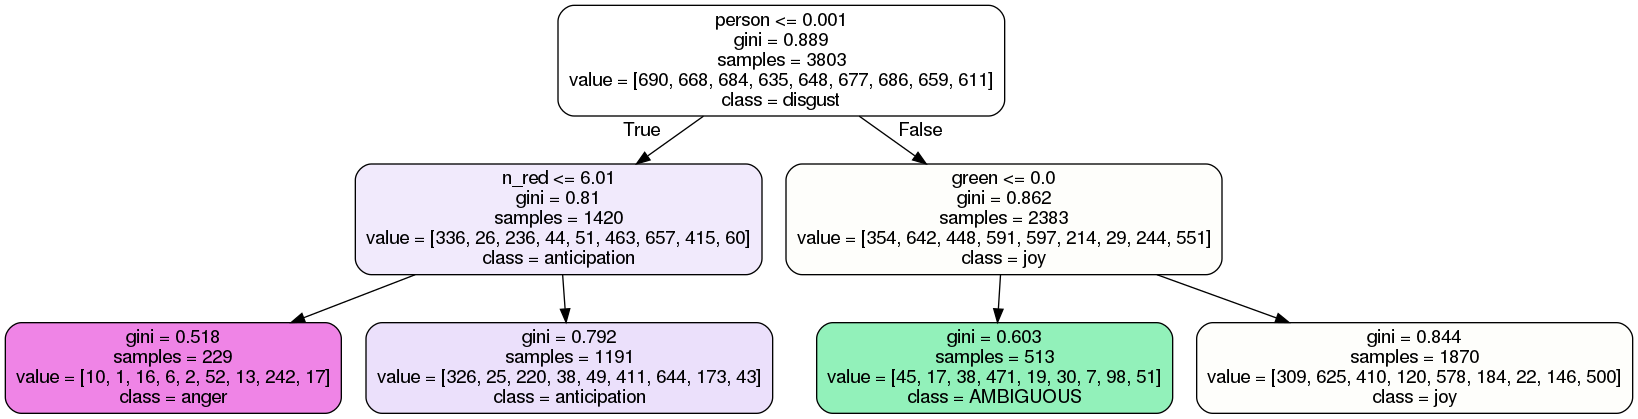 person <= 0.001
gini = 0.889
samples = 3803
value = [690, 668, 684, 635, 648, 677, 686, 659, 611]
class = disgust
True
False
n_red <= 6.01
gini = 0.81
samples = 1420
value = [336, 26, 236, 44, 51, 463, 657, 415, 60]
class = anticipation
green <= 0.0
gini = 0.862
samples = 2383
value = [354, 642, 448, 591, 597, 214, 29, 244, 551]
class = joy
gini = 0.518
samples = 229
value = [10, 1, 16, 6, 2, 52, 13, 242, 17]
class = anger
gini = 0.792
samples = 1191
value = [326, 25, 220, 38, 49, 411, 644, 173, 43]
class = anticipation
gini = 0.603
samples = 513
value = [45, 17, 38, 471, 19, 30, 7, 98, 51]
class = AMBIGUOUS
gini = 0.844
samples = 1870
value = [309, 625, 410, 120, 578, 184, 22, 146, 500]
class = joy